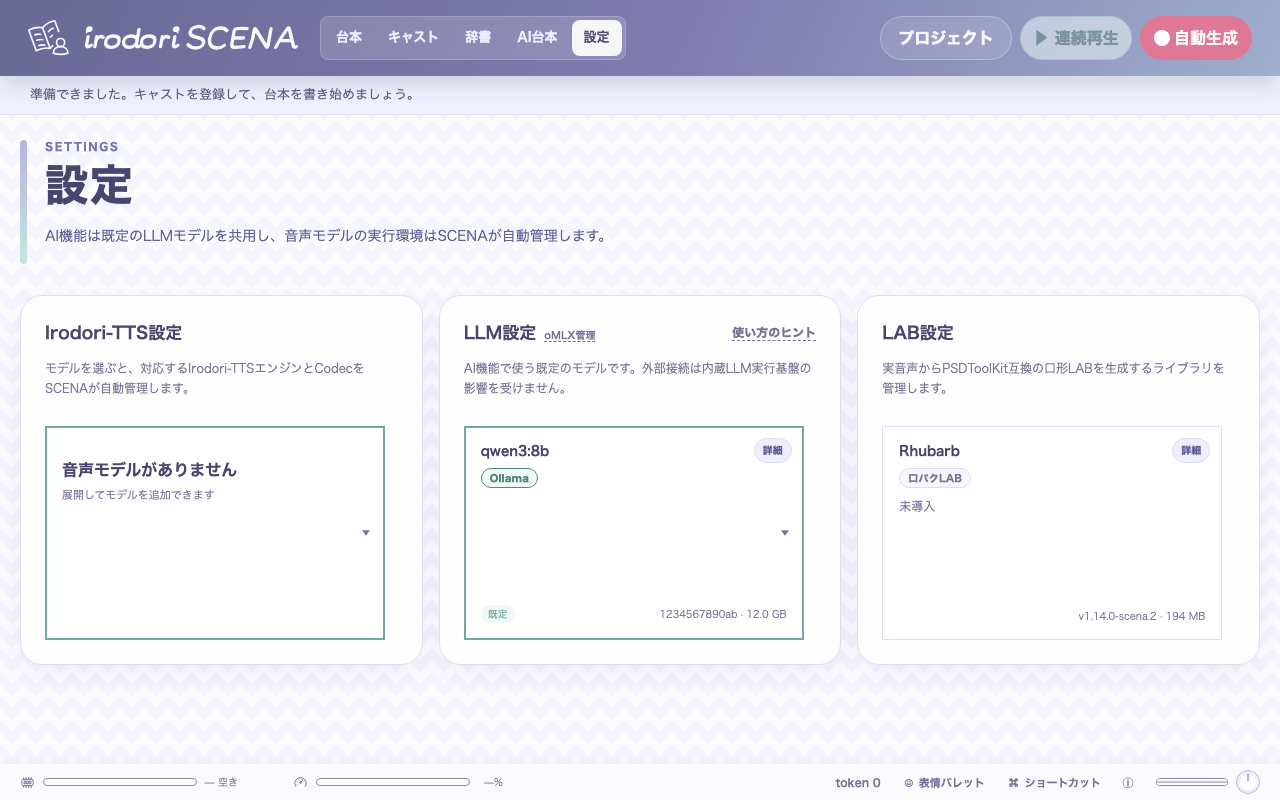 irodori SCENA
台本
キャスト
辞書
AI台本
設定
プロジェクト
▶ 連続再生
自動生成
準備できました。キャストを登録して、台本を書き始めましょう。
SETTINGS
設定
AI機能は既定のLLMモデルを共用し、音声モデルの実行環境はSCENAが自動管理します。
Irodori-TTS設定
モデルを選ぶと、対応するIrodori-TTSエンジンとCodecを
SCENAが自動管理します。
音声モデルがありません
展開してモデルを追加できます
LLM設定 oMLX管理 使い方のヒント
AI機能で使う既定のモデルです。外部接続は内蔵LLM実行基盤の
影響を受けません。
qwen3:8b 詳細
Ollama
既定 1234567890ab · 12.0 GB
LAB設定
実音声からPSDToolKit互換の口形LABを生成するライブラリを
管理します。
Rhubarb 詳細
口パクLAB
未導入
v1.14.0-scena.2 · 194 MB
— 空き
—%
token 0
◎ 表情パレット
⌘ ショートカット